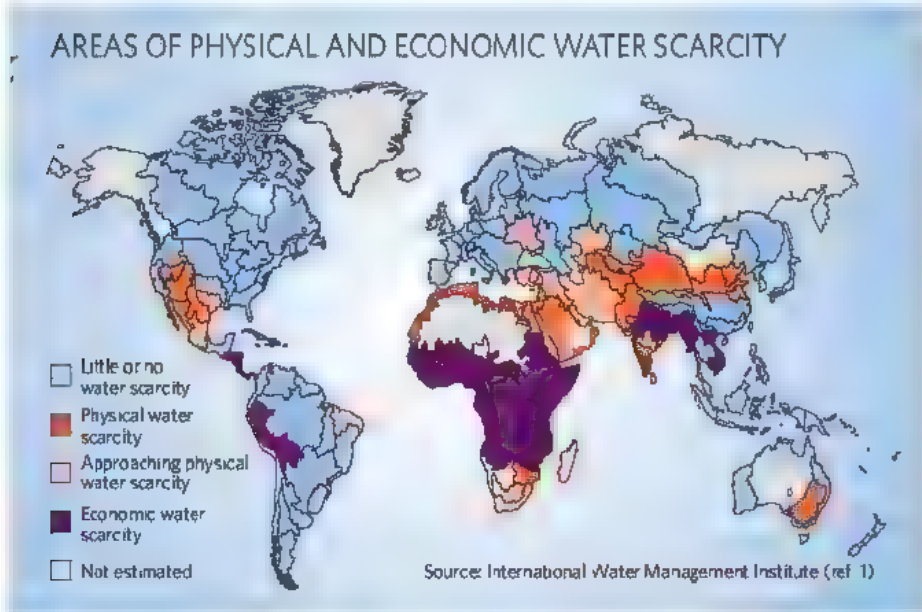 AREAS OF PHYSICAL AND ECONOMIC WATER SCARCITY
Little or no
water scarcity
Physical water
scarcity
Approaching physical
water scarcity
Economic water
scarcity
Not estimated
Source: International Water Management Institute (ref 1)